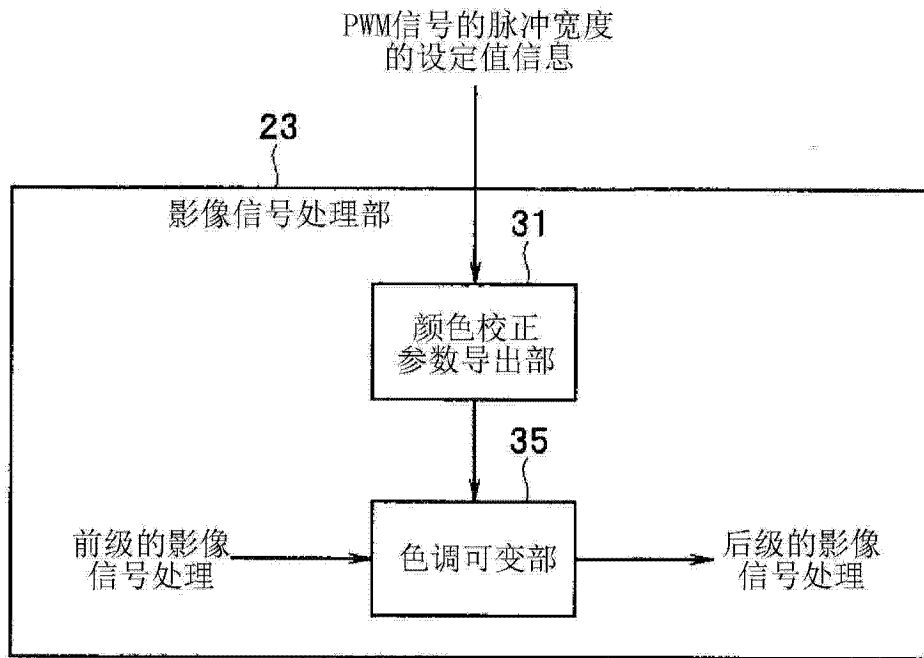 PWM信号的脉冲宽度
的设定值信息
23
影像信号处理部
31
颜色校正
参数导出部
35
前级的影像
信号处理
色调可变部
后级的影像
信号处理